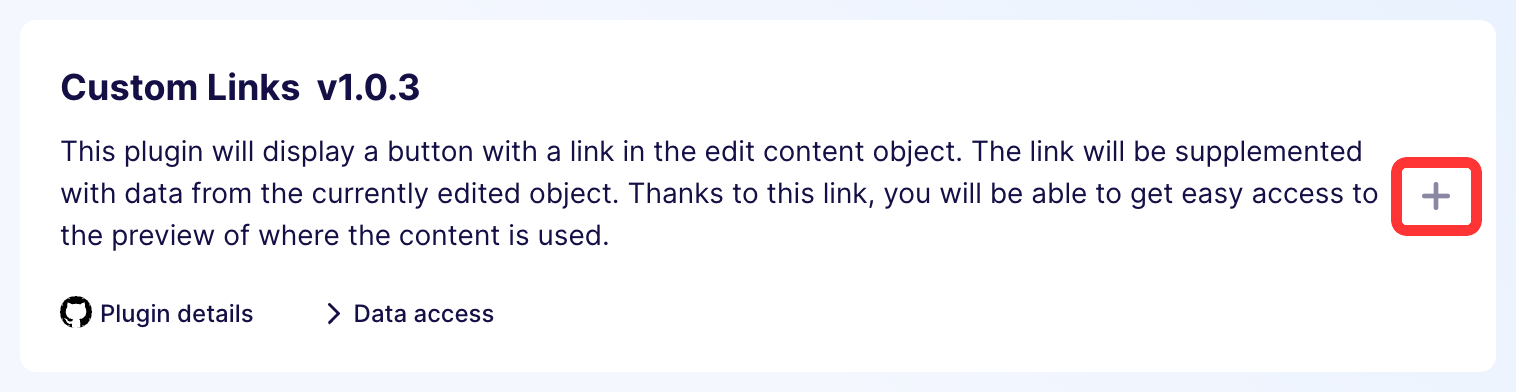 Custom Links v1.0.3
This plugin will display a button with a link in the edit content object. The link will be supplemented
with data from the currently edited object. Thanks to this link, you will be able to get easy access to
the preview of where the content is used.
Plugin details
Data access